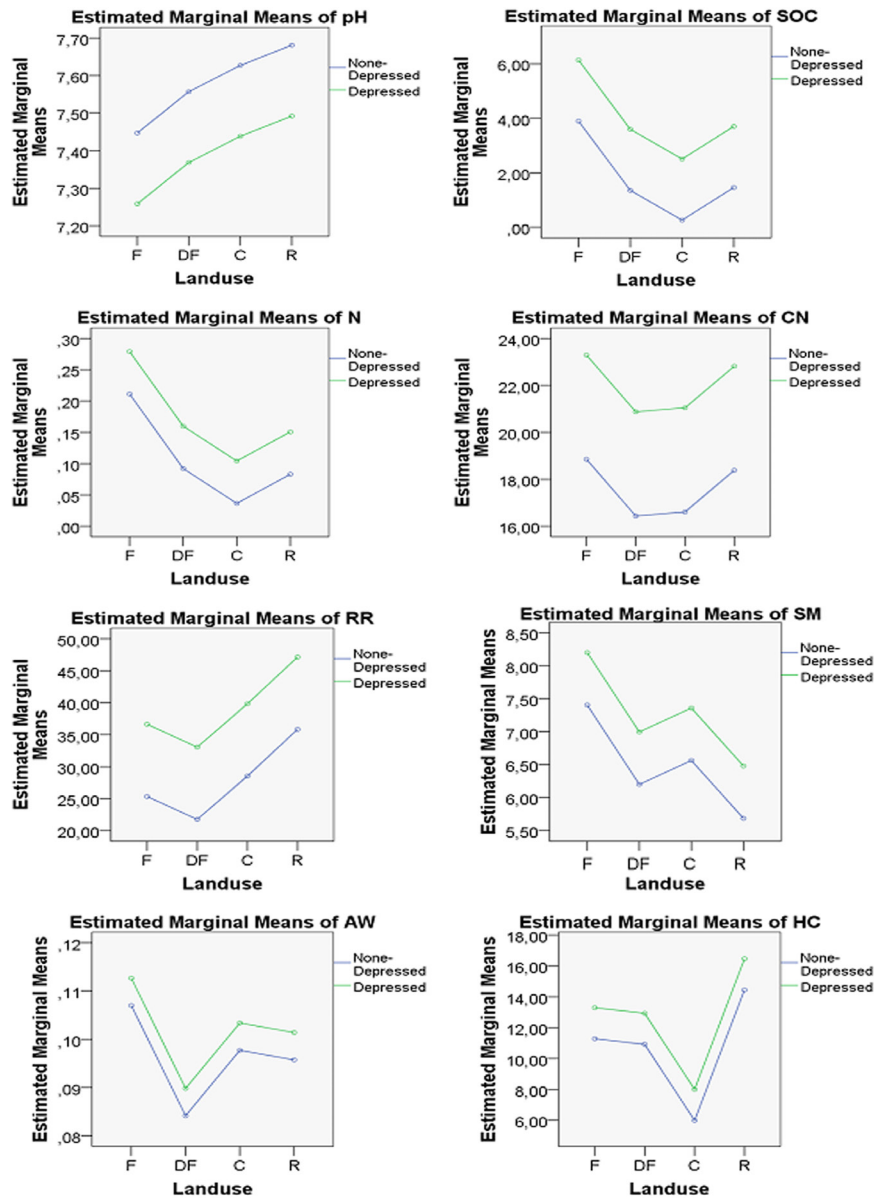 Estimated Marginal Means of pH
Estimated Marginal
Means
7,70
7,60
7,50
7,40
7,30
7,20
F DF C R
Landuse
None-
Depressed
Depressed
Estimated Marginal Means of SOC
Estimated Marginal
Means
6,00
4,00
2,00
,00
F DF C R
Landuse
None-
Depressed
Depressed
Estimated Marginal Means of N
Estimated Marginal
Means
,30
,25
,20
,15
,10
,05
,00
F DF C R
Landuse
None-
Depressed
Depressed
Estimated Marginal Means of CN
Estimated Marginal
Means
24,00
22,00
20,00
18,00
16,00
F DF C R
Landuse
None-
Depressed
Depressed
Estimated Marginal Means of RR
Estimated Marginal
Means
50,00
45,00
40,00
35,00
30,00
25,00
20,00
F DF C R
Landuse
None-
Depressed
Depressed
Estimated Marginal Means of SM
Estimated Marginal Means
8,50
8,00
7,50
7,00
6,50
6,00
5,50
F DF C R
Landuse
None-
Depressed
Depressed
Estimated Marginal Means of AW
Estimated Marginal Means
,12
,11
,10
,09
,08
F DF C R
Landuse
None-
Depressed
Depressed
Estimated Marginal Means of HC
Estimated Marginal Means
18,00
16,00
14,00
12,00
10,00
8,00
6,00
F DF C R
Landuse
None-
Depressed
Depressed